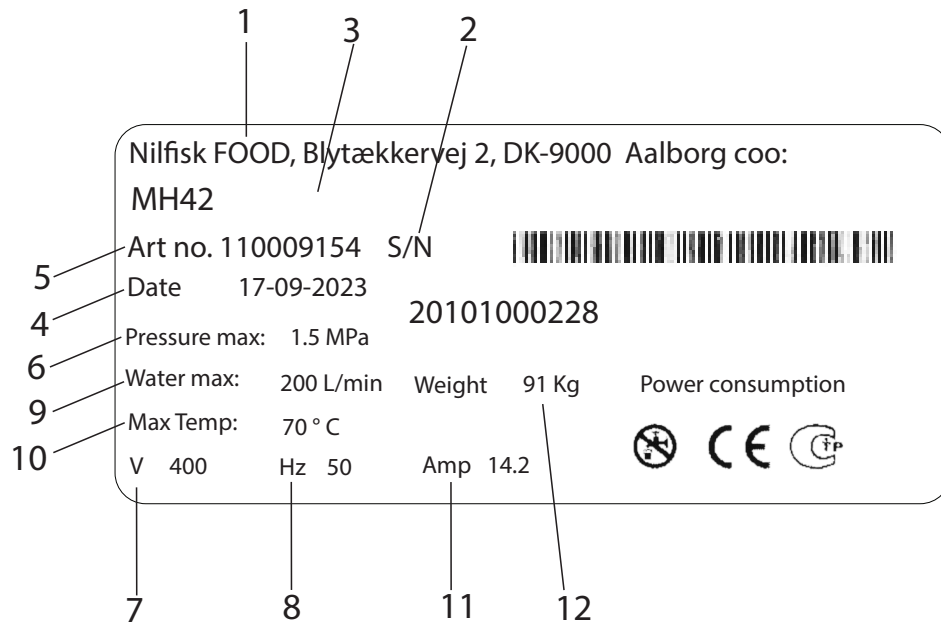 1
3
2
Nilfisk FOOD, Blytækkervej 2, DK-9000 Aalborg coo:
MH42
5
Art no. 110009154 S/N
4
Date 17-09-2023
20101000228
6
Pressure max: 1.5 MPa
9
Water max: 200 L/min Weight 91 Kg Power consumption
10
Max Temp: 70 ° C
V 400 Hz 50 Amp 14.2
CE
7
8
11
12